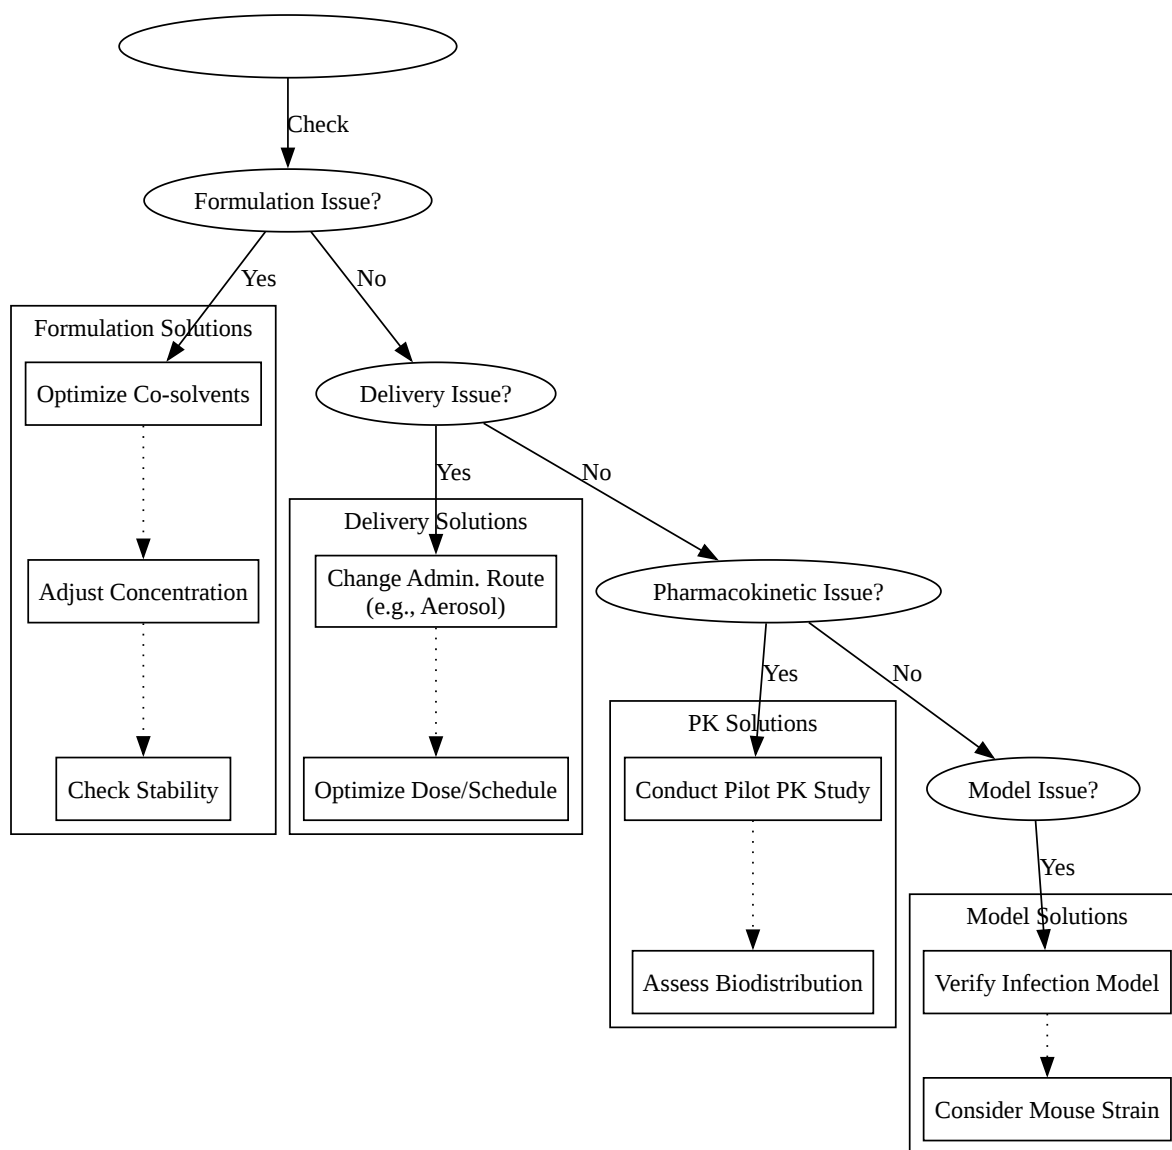 Check
Formulation Issue?
Yes
No
Formulation Solutions
Optimize Co-solvents
Delivery Issue?
Yes
No
Delivery Solutions
Change Admin. Route
(e.g., Aerosol)
Adjust Concentration
Pharmacokinetic Issue?
Yes
No
PK Solutions
Check Stability
Optimize Dose/Schedule
Conduct Pilot PK Study
Model Issue?
Yes
Model Solutions
Assess Biodistribution
Verify Infection Model
Consider Mouse Strain